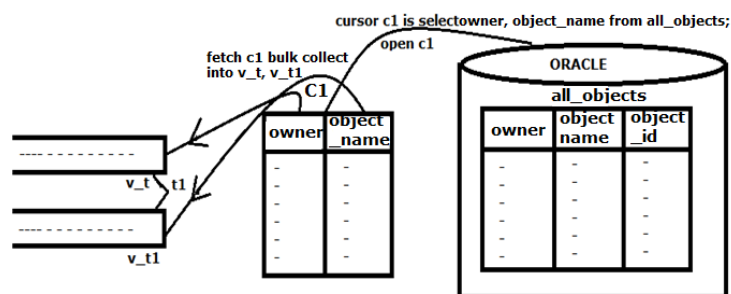 cursor c1 is selectowner, object_name from all_objects;
open c1
fetch c1 bulk collect
into v_t, v_t1
C1
ORACLE
all_objects
owner
object
_name
owner
object
name
object
_id
v_t
t1
v_t1